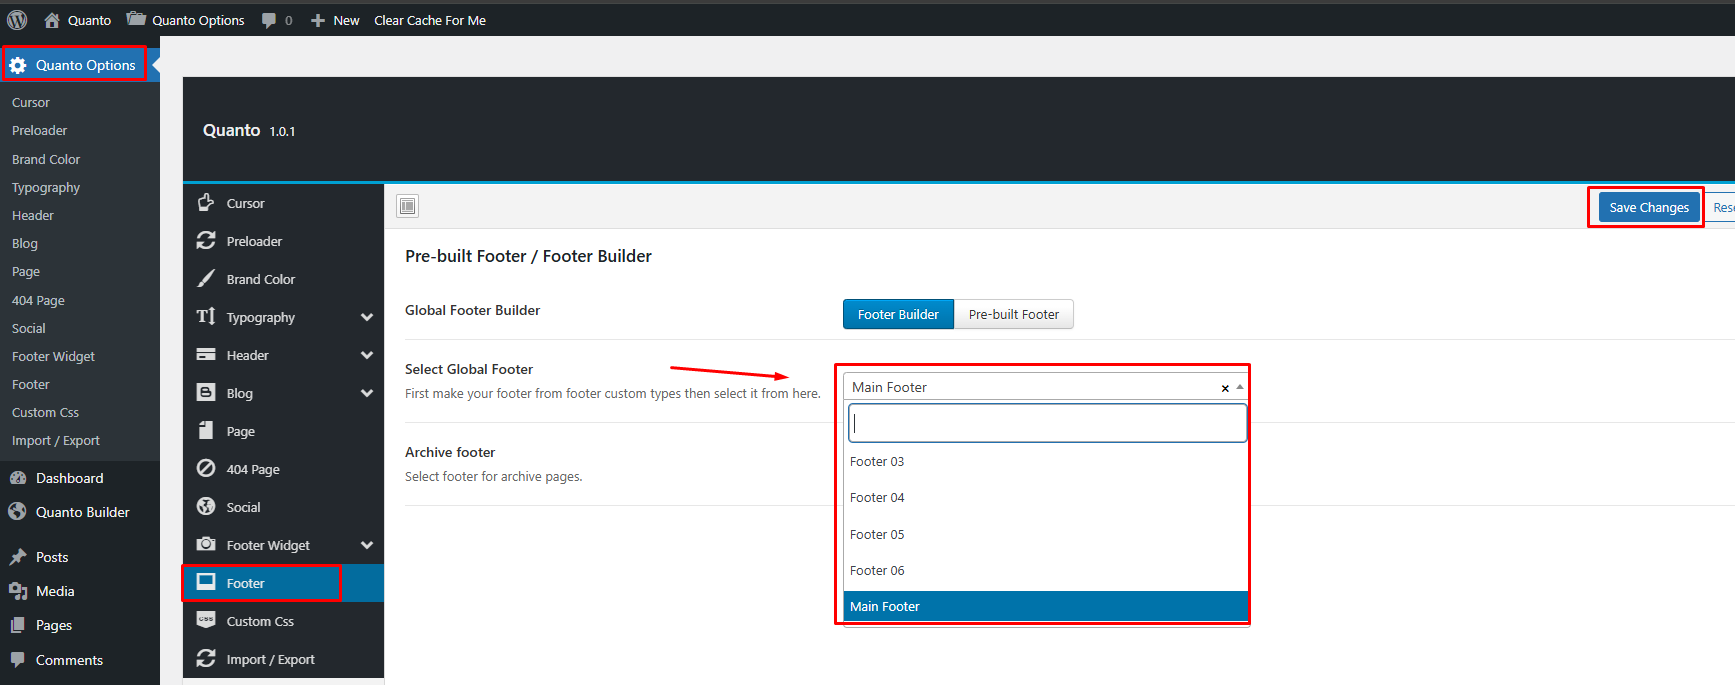 Quanto
Quanto Options
0
New
Clear Cache For Me
Quanto Options
Cursor
Preloader
Brand Color
Typography
Header
Blog
Page
404 Page
Social
Footer Widget
Footer
Custom Css
Import / Export
Dashboard
Quanto Builder
Posts
Media
Pages
Comments
Quanto 1.0.1
Cursor
Preloader
Brand Color
Typography
Header
Blog
Page
404 Page
Social
Footer Widget
Footer
Custom Css
Import / Export
Save Changes
Pre-built Footer / Footer Builder
Global Footer Builder
Footer Builder
Pre-built Footer
Select Global Footer
First make your footer from footer custom types then select it from here.
Main Footer
Footer 03
Footer 04
Footer 05
Footer 06
Main Footer
Archive footer
Select footer for archive pages.